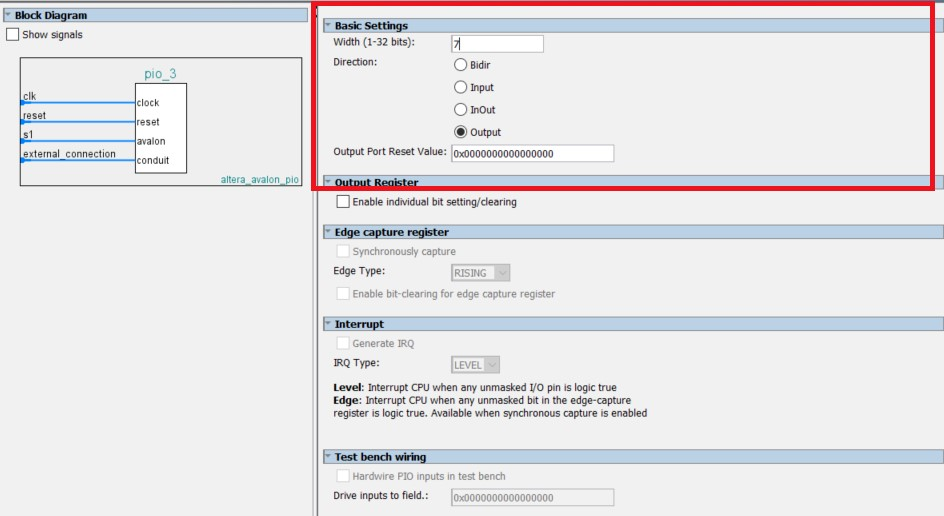 Block Diagram
Show signals
pio_3
clk
clock
reset
reset
s1
avalon
external_connection
conduit
altera_avalon_pio
Basic Settings
Width (1-32 bits): 7
Direction:
Bidir
Input
InOut
Output
Output Port Reset Value: 0x0000000000000000
Output Register
Enable individual bit setting/clearing
Edge capture register
Synchronously capture
Edge Type: RISING
Enable bit-clearing for edge capture register
Interrupt
Generate IRQ
IRQ Type: LEVEL
Level: Interrupt CPU when any unmasked I/O pin is logic true
Edge: Interrupt CPU when any unmasked bit in the edge-capture
register is logic true. Available when synchronous capture is enabled
Test bench wiring
Hardwire PIO inputs in test bench
Drive inputs to field.: 0x0000000000000000